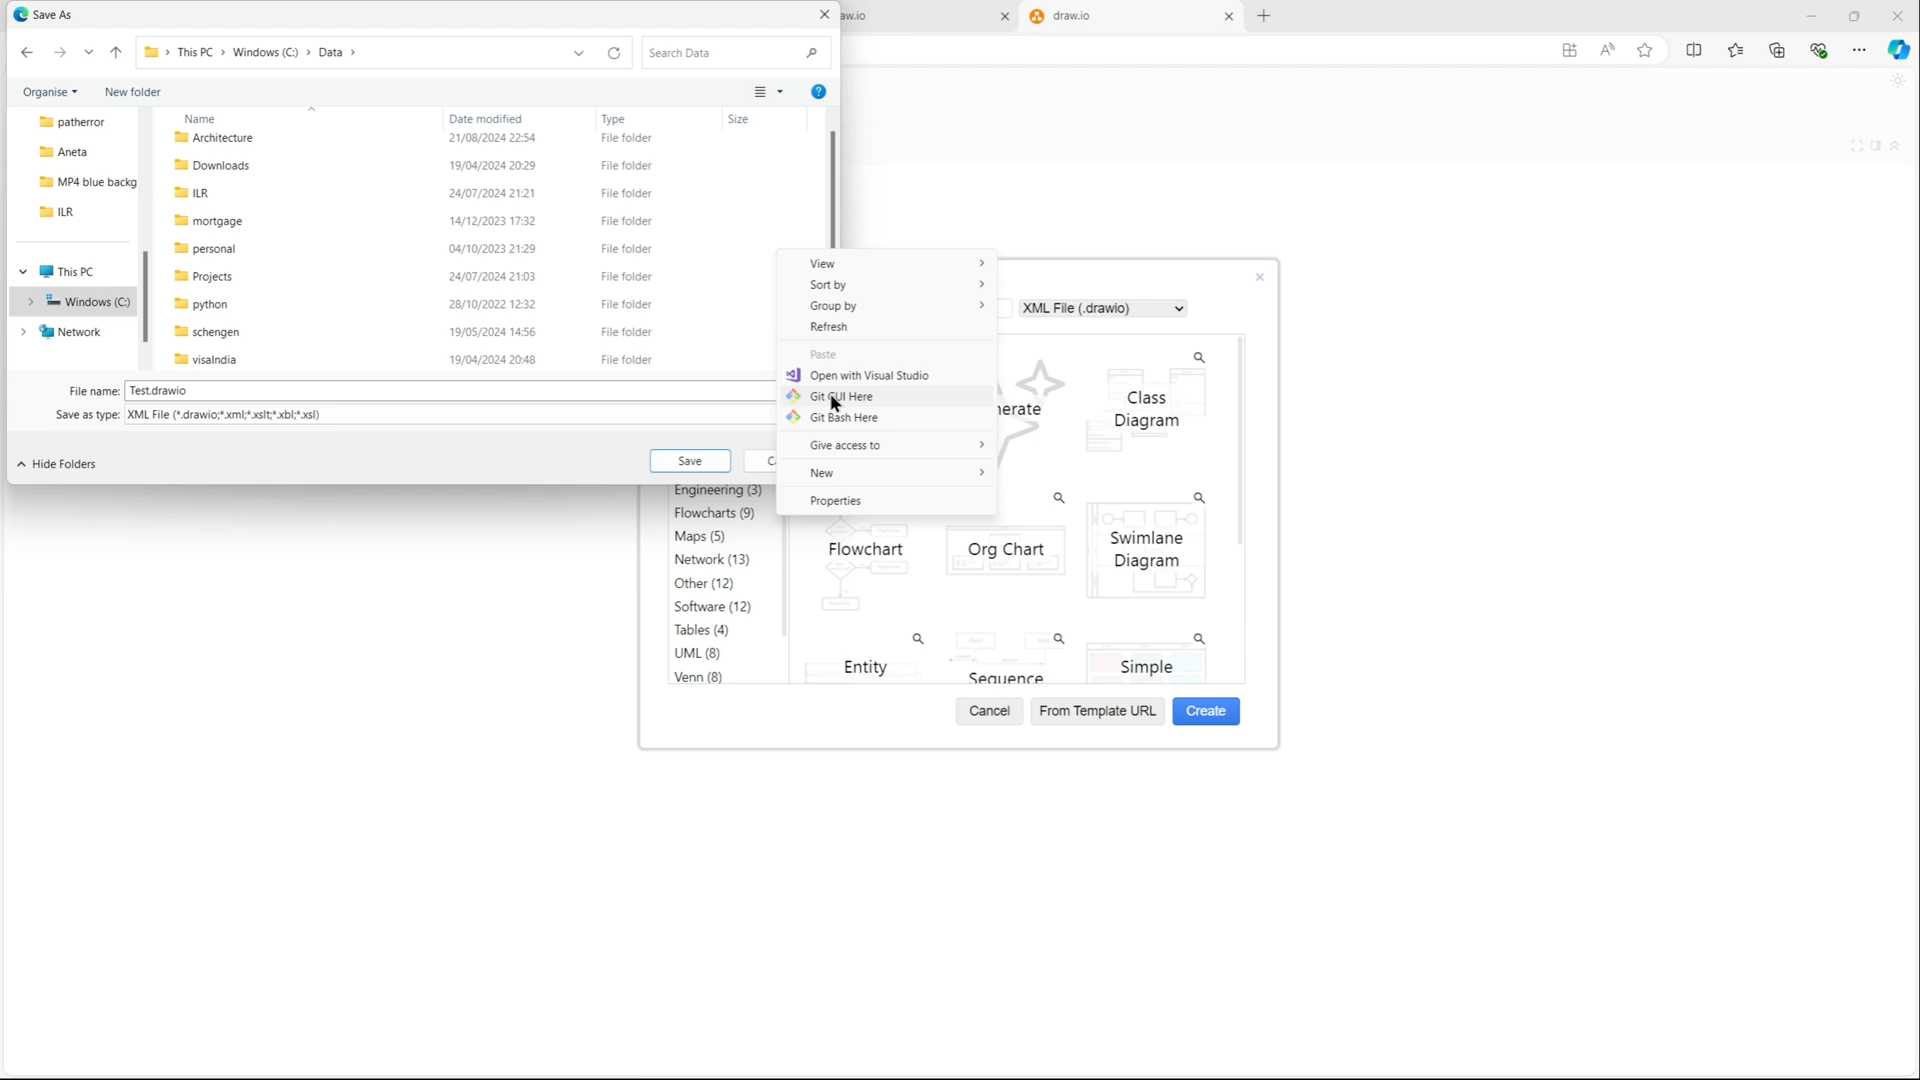 Save As
aw.io
draw.io
This PC > Windows (C:) > Data >
Search Data
Organise
New folder
Name
Date modified
Type
Size
patherror
Aneta
MP4 blue backg
ILR
This PC
Windows (C:)
Network
Architecture 21/08/2024 22:54 File folder
Downloads 19/04/2024 20:29 File folder
ILR 24/07/2024 21:21 File folder
mortgage 14/12/2023 17:32 File folder
personal 04/10/2023 21:29 File folder
Projects 24/07/2024 21:03 File folder
python 28/10/2022 12:32 File folder
schengen 19/05/2024 14:56 File folder
visaIndia 19/04/2024 20:48 File folder
File name: Test.drawio
Save as type: XML File (*.drawio;*.xml;*.xslt;*.xbl;*.xsl)
Hide Folders
Save
Ca
View
Sort by
Group by
Refresh
Paste
Open with Visual Studio
Git GUI Here
Git Bash Here
Give access to
New
Properties
XML File (.drawio)
Engineering (3)
Flowcharts (9)
Maps (5)
Network (13)
Other (12)
Software (12)
Tables (4)
UML (8)
Venn (8)
nerate
Class
Diagram
Flowchart
Org Chart
Swimlane
Diagram
Entity
Sequence
Simple
Cancel
From Template URL
Create